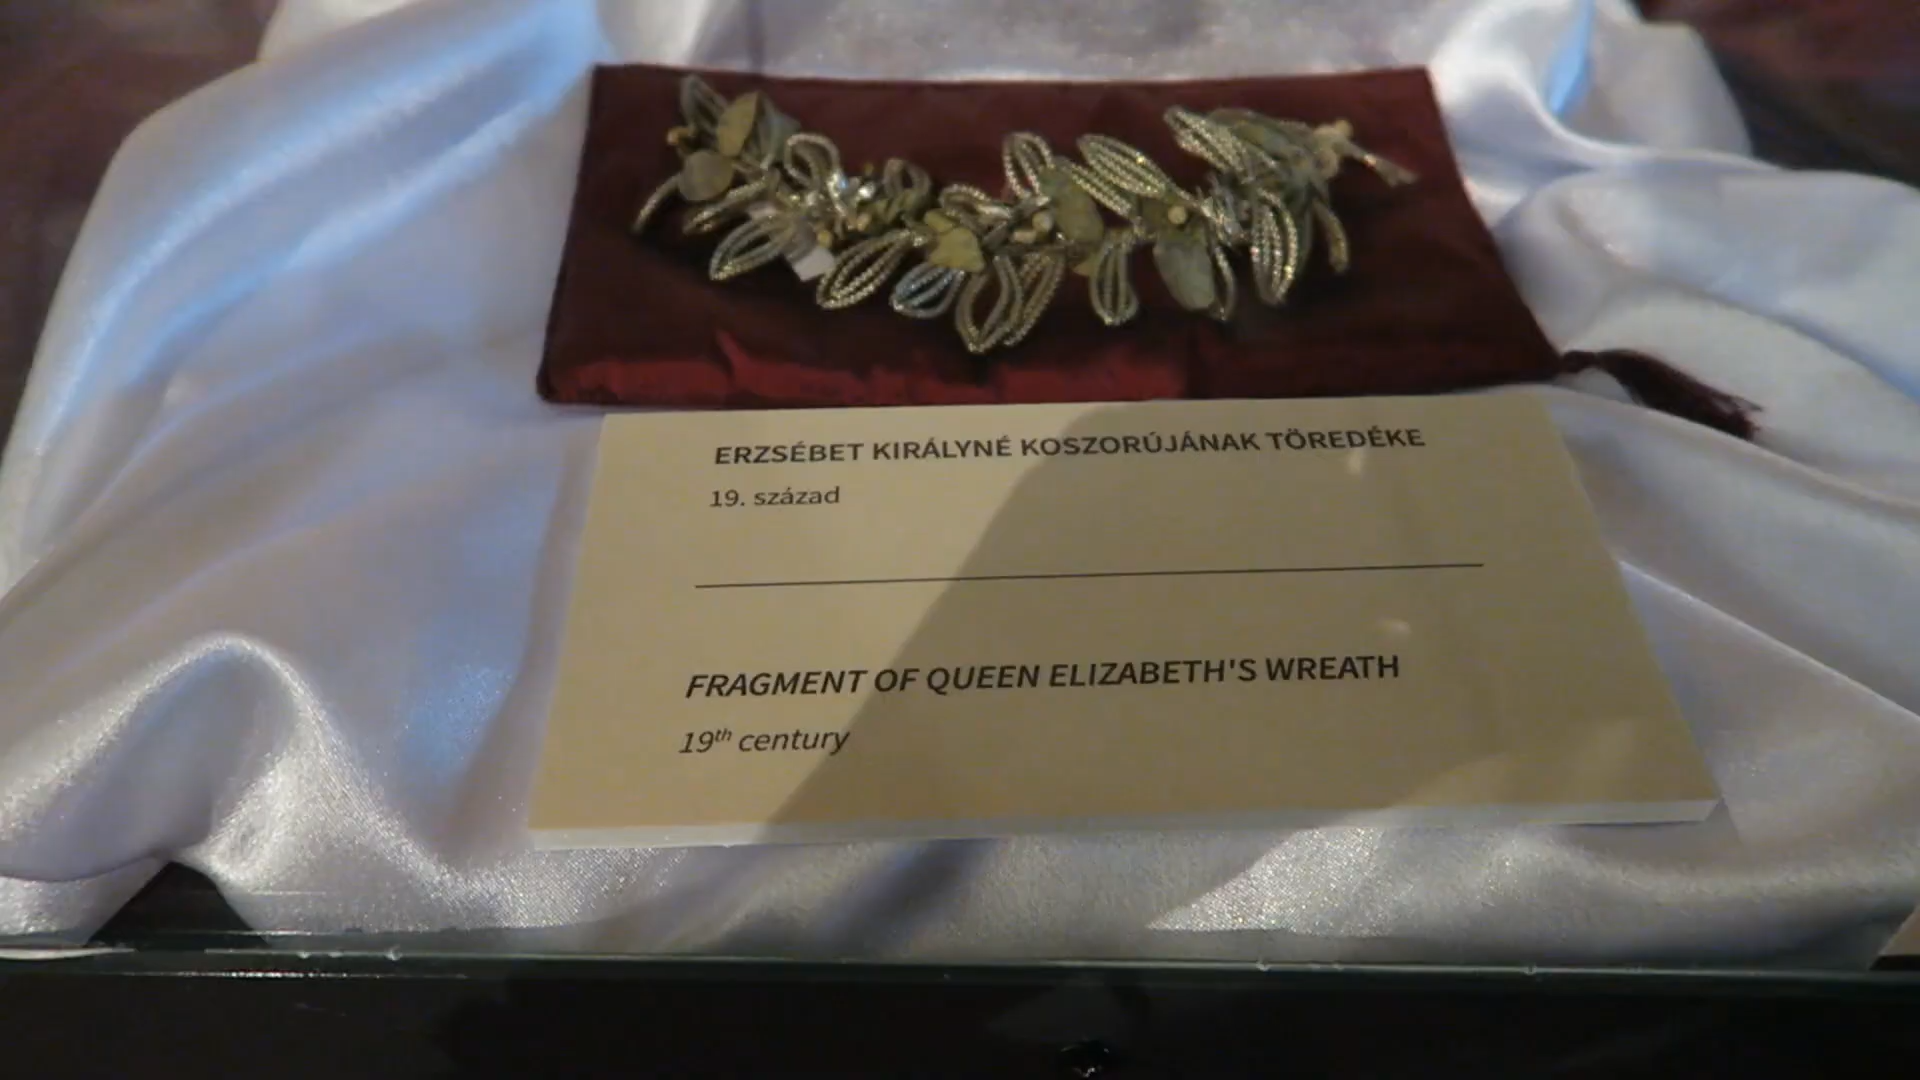 ERZSÉBET KIRÁLYNÉ KOSZORÚJÁNAK TÖREDÉKE
19. század
FRAGMENT OF QUEEN ELIZABETH'S WREATH
19th century